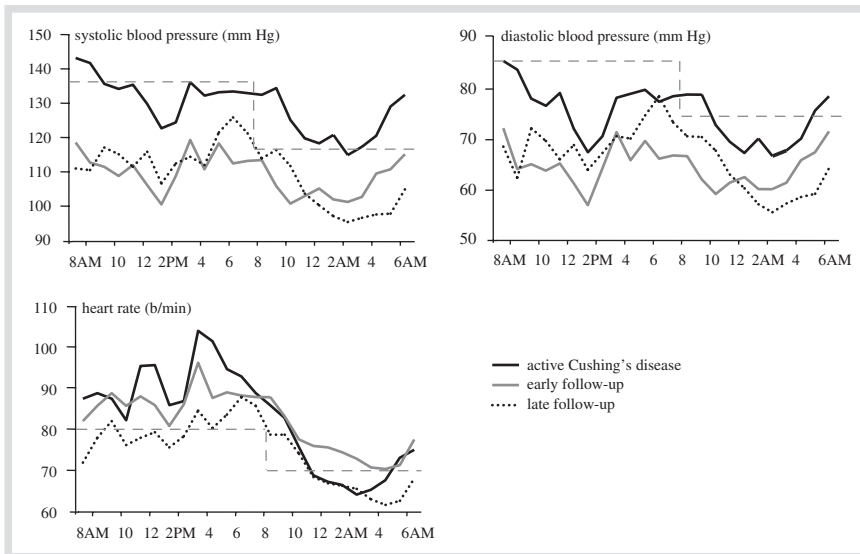 systolic blood pressure (mm Hg)
150
140
130
120
110
100
90
8AM 10 12 2PM 4 6 8 10 12 2AM 4 6AM
diastolic blood pressure (mm Hg)
90
80
70
60
50
8AM 10 12 2PM 4 6 8 10 12 2AM 4 6AM
heart rate (b/min)
110
100
90
80
70
60
8AM 10 12 2PM 4 6 8 10 12 2AM 4 6AM
active Cushing's disease
early follow-up
late follow-up